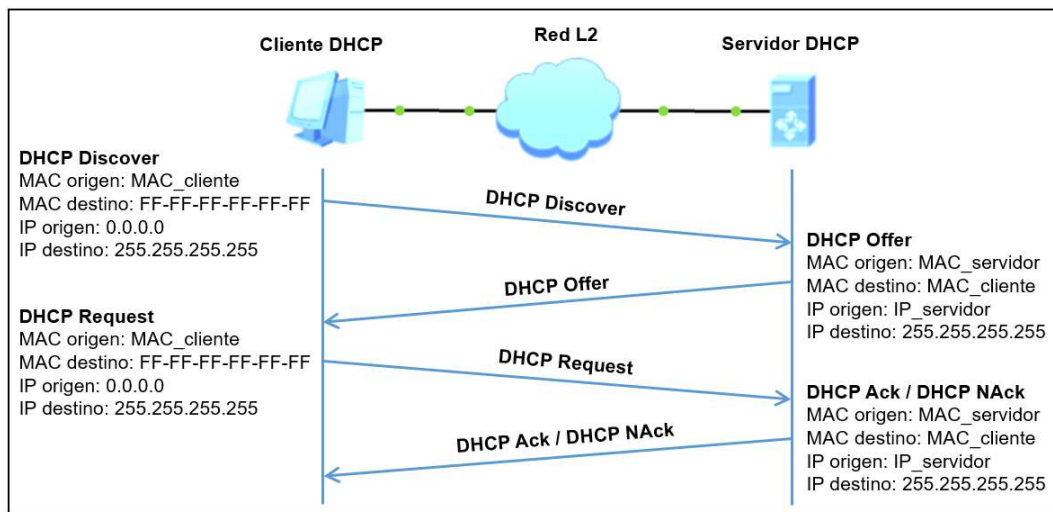 Cliente DHCP
Red L2
Servidor DHCP
DHCP Discover
MAC origen: MAC_cliente
MAC destino: FF-FF-FF-FF-FF-FF
IP origen: 0.0.0.0
IP destino: 255.255.255.255
DHCP Discover
DHCP Offer
MAC origen: MAC_servidor
MAC destino: MAC_cliente
IP origen: IP_servidor
IP destino: 255.255.255.255
DHCP Offer
DHCP Request
MAC origen: MAC_cliente
MAC destino: FF-FF-FF-FF-FF-FF
IP origen: 0.0.0.0
IP destino: 255.255.255.255
DHCP Request
DHCP Ack / DHCP NAck
MAC origen: MAC_servidor
MAC destino: MAC_cliente
IP origen: IP_servidor
IP destino: 255.255.255.255
DHCP Ack / DHCP NAck